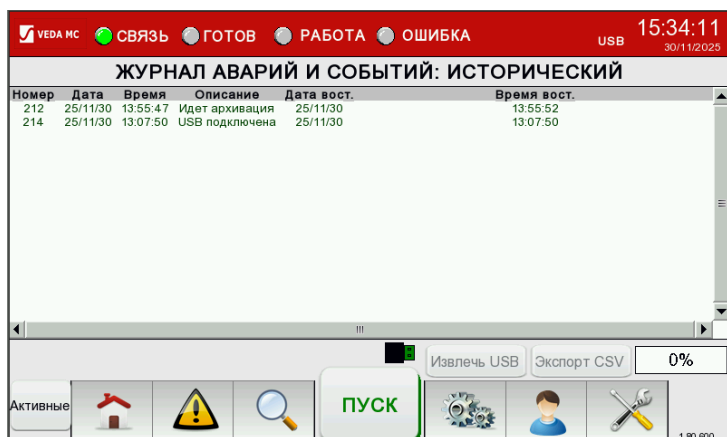 VEDA MC СВЯЗЬ ГОТОВ РАБОТА ОШИБКА USB 15:34:11
30/11/2025
ЖУРНАЛ АВАРИЙ И СОБЫТИЙ: ИСТОРИЧЕСКИЙ
Номер Дата Время Описание Дата вост. Время вост.
212 25/11/30 13:55:47 Идет архивация 25/11/30 13:55:52
214 25/11/30 13:07:50 USB подключена 25/11/30 13:07:50
Извлечь USB Экспорт CSV 0%
Активные ПУСК